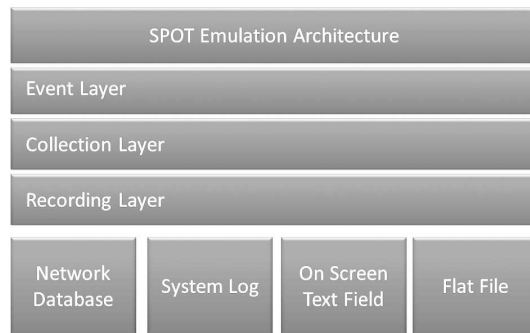 SPOT Emulation Architecture
Event Layer
Collection Layer
Recording Layer
Network
Database
System Log
On Screen
Text Field
Flat File